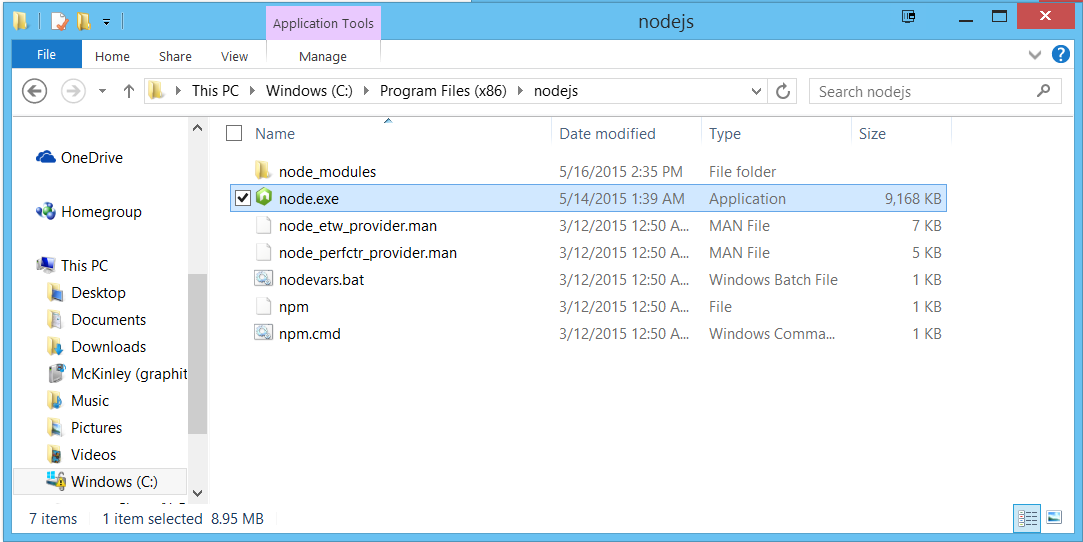 Application Tools
nodejs
File
Home
Share
View
Manage
This PC
Windows (C:)
Program Files (x86)
nodejs
Search nodejs
OneDrive
Homegroup
This PC
Desktop
Documents
Downloads
McKinley (graphit
Music
Pictures
Videos
Windows (C:)
Name Date modified Type Size
node_modules 5/16/2015 2:35 PM File folder
node.exe 5/14/2015 1:39 AM Application 9,168 KB
node_etw_provider.man 3/12/2015 12:50 A... MAN File 7 KB
node_perfctr_provider.man 3/12/2015 12:50 A... MAN File 5 KB
nodevars.bat 3/12/2015 12:50 A... Windows Batch File 1 KB
npm 3/12/2015 12:50 A... File 1 KB
npm.cmd 3/12/2015 12:50 A... Windows Comma... 1 KB
7 items 1 item selected 8.95 MB